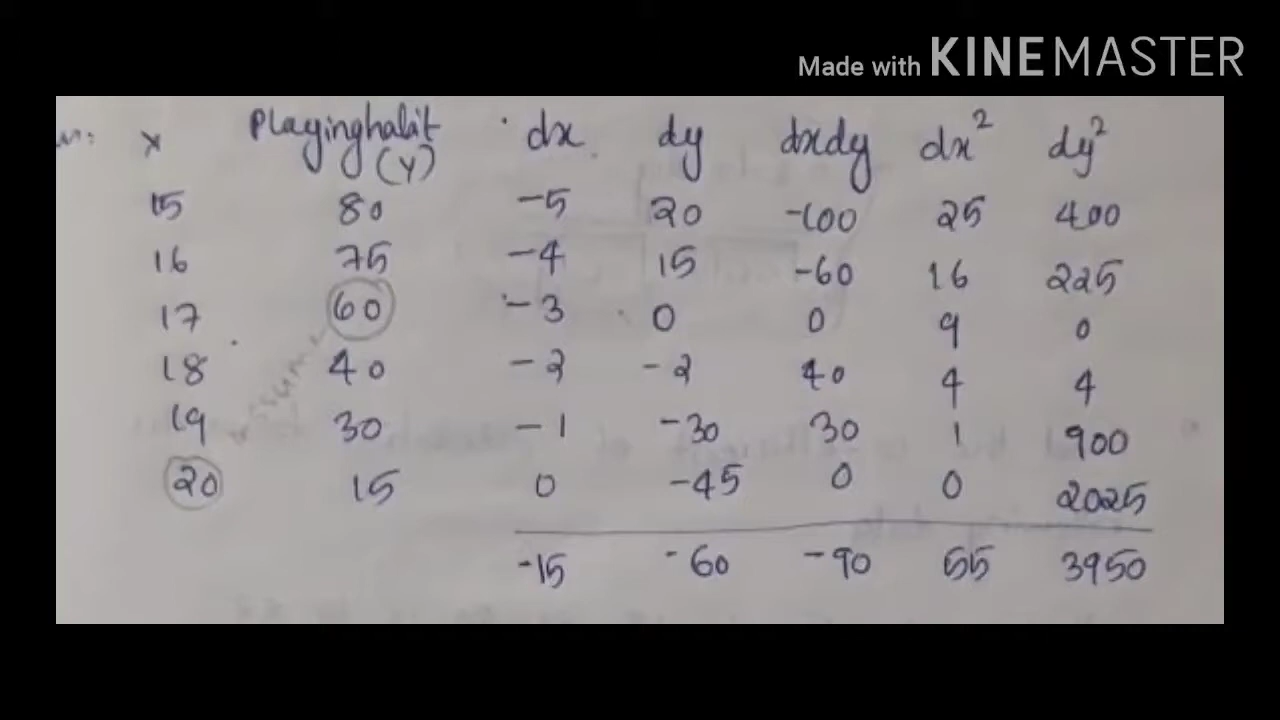 Made with KINEMASTER
x Playinghabit (Y) dx dy dxdy dx² dy²
15 80 -5 20 -100 25 400
16 75 -4 15 -60 16 225
17 60 -3 0 0 9 0
18 40 -2 -2 40 4 4
19 30 -1 -30 30 1 900
20 15 0 -45 0 0 2025
-15 -60 -90 55 3950